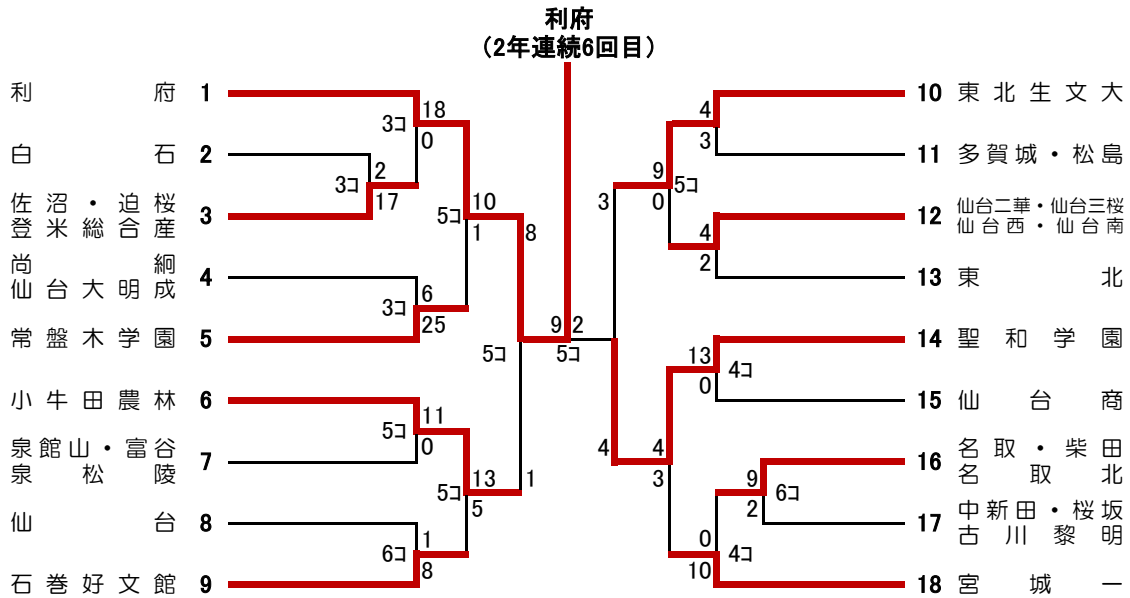 利府
（2年連続6回目）
利府 1
白石 2
佐沼・迫桜
登米総合産 3
尚絅
仙台大明成 4
常盤木学園 5
小牛田農林 6
泉館山・富谷
泉松陵 7
仙台 8
石巻好文館 9
18
3コ
0
2
3コ
17
10
5コ
1
6
3コ
25
8
5コ
11
5コ
0
13
5コ
5
1
1
6コ
8
9 2
5コ
3
4
9
5コ
0
4
3
4
2
13
4コ
0
4
3
9
6コ
2
0
4コ
10
10 東北生文大
11 多賀城・松島
12 仙台二華・仙台三桜
仙台西・仙台南
13 東北
14 聖和学園
15 仙台商
16 名取・柴田
名取北
17 中新田・桜坂
古川黎明
18 宮城一